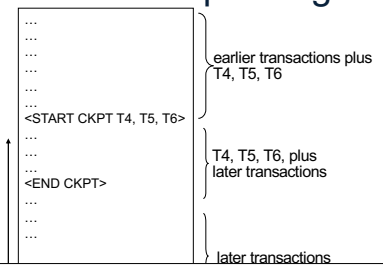 …
…
…
…
…
…
<START CKPT T4, T5, T6>
…
…
…
<END CKPT>
…
…
…
earlier transactions plus
T4, T5, T6
T4, T5, T6, plus
later transactions
later transactions